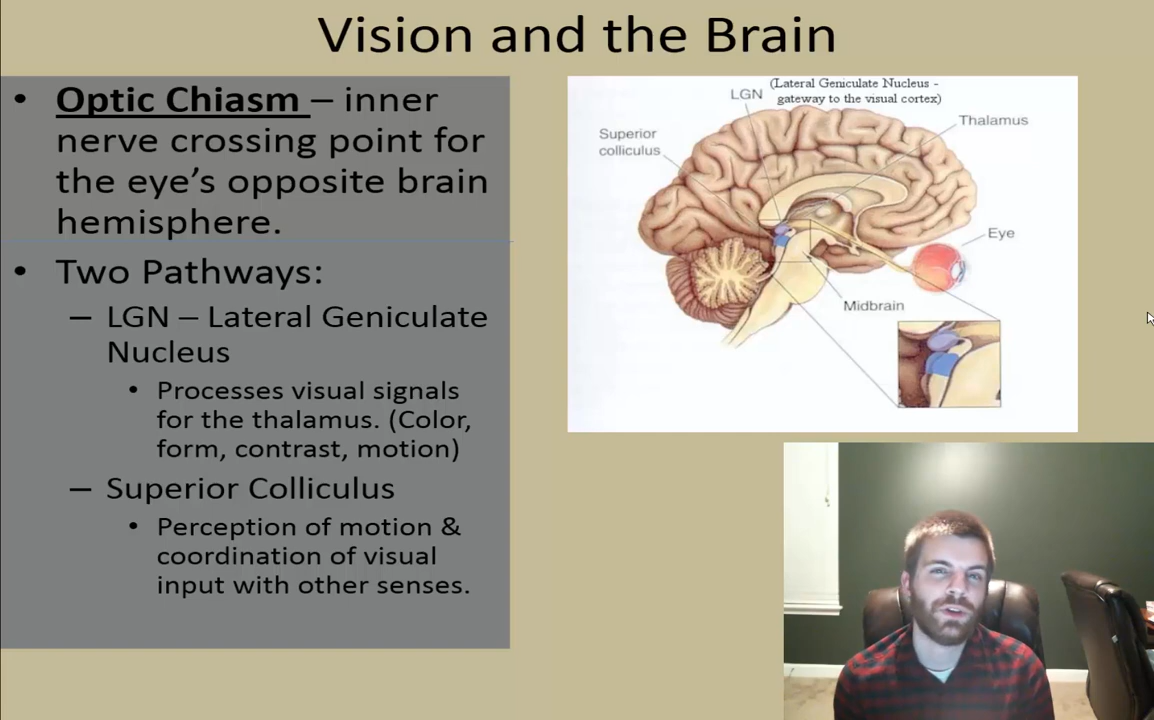 Vision and the Brain
• Optic Chiasm – inner
nerve crossing point for
the eye’s opposite brain
hemisphere.
• Two Pathways:
– LGN – Lateral Geniculate
Nucleus
• Processes visual signals
for the thalamus. (Color,
form, contrast, motion)
– Superior Colliculus
• Perception of motion &
coordination of visual
input with other senses.
(Lateral Geniculate Nucleus -
gateway to the visual cortex)
LGN
Thalamus
Superior
colliculus
Eye
Midbrain